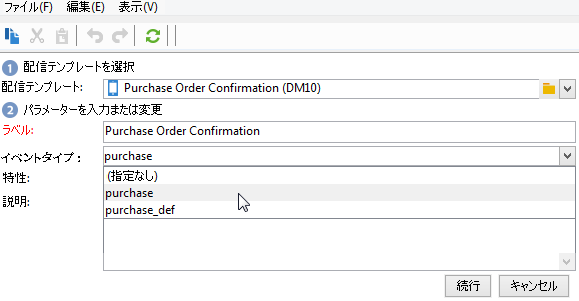 ファイル(F) 編集(E) 表示(V)
1 配信テンプレートを選択
配信テンプレート: Purchase Order Confirmation (DM10)
2 パラメーターを入力または変更
ラベル: Purchase Order Confirmation
イベントタイプ : purchase
特性: (指定なし)
purchase
説明:
purchase_def
続行 キャンセル